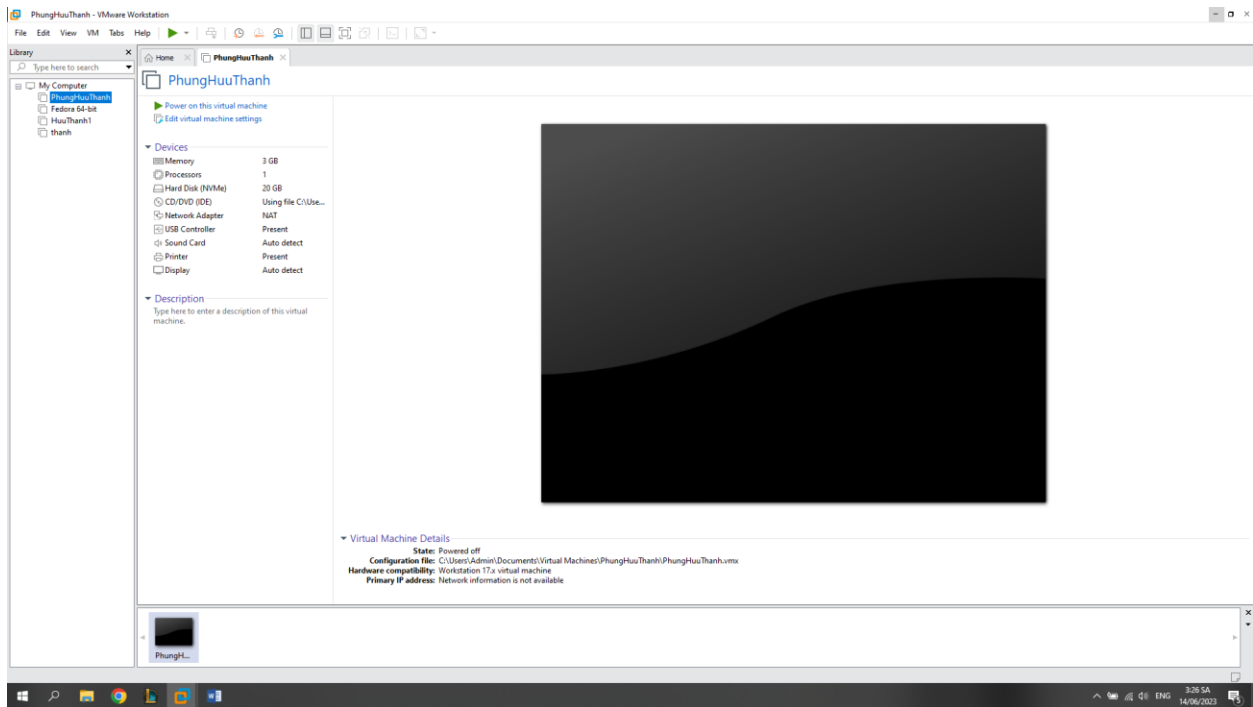 PhungHuuThanh - VMware Workstation
File Edit View VM Tabs Help
Library
Type here to search
My Computer
PhungHuuThanh
Fedora 64-bit
HuuThanh1
thanh
Home
PhungHuuThanh
PhungHuuThanh
Power on this virtual machine
Edit virtual machine settings
Devices
Memory 3 GB
Processors 1
Hard Disk (NVMe) 20 GB
CD/DVD (IDE) Using file C:\Use...
Network Adapter NAT
USB Controller Present
Sound Card Auto detect
Printer Present
Display Auto detect
Description
Type here to enter a description of this virtual
machine.
Virtual Machine Details
State: Powered off
Configuration file: C:\Users\Admin\Documents\Virtual Machines\PhungHuuThanh\PhungHuuThanh.vmx
Hardware compatibility: Workstation 17.x virtual machine
Primary IP address: Network information is not available
PhungH...
ENG
3:26 SA
14/06/2023